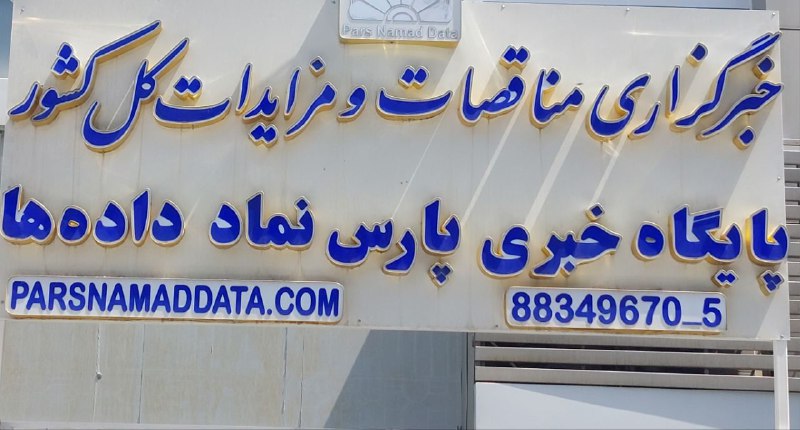 Pars Namad Data
خبرگزاری مناقصات و مزایدات کل کشور
پایگاه خبری پارس نماد داده‌ها
PARSNAMADDATA.COM
88349670_5